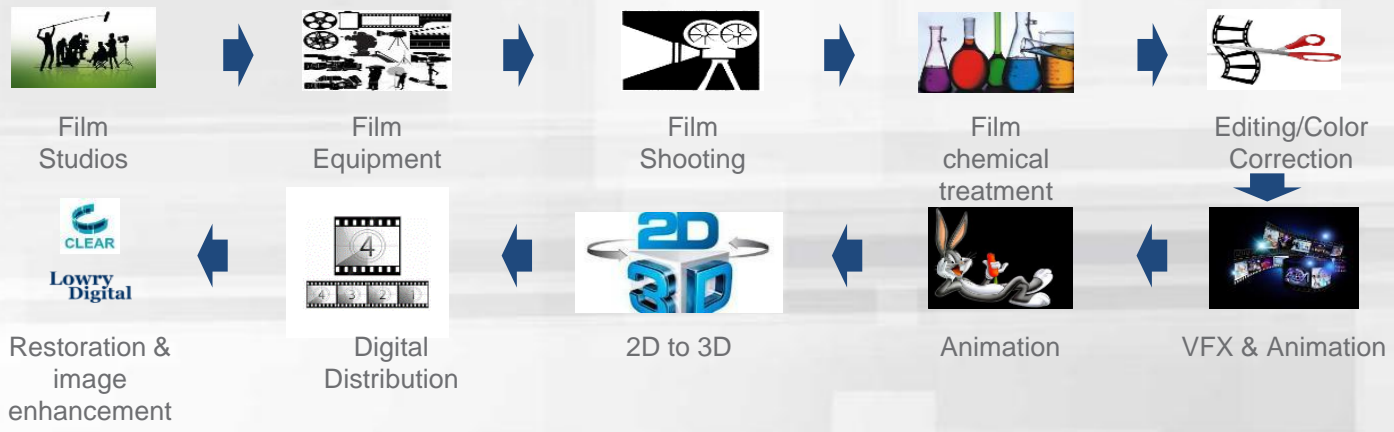 Film
Studios
Film
Equipment
Film
Shooting
Film
chemical
treatment
Editing/Color
Correction
CLEAR
Lowry
Digital
4
4 3 2 1
2D
3D
Restoration &
image
enhancement
Digital
Distribution
2D to 3D
Animation
VFX & Animation